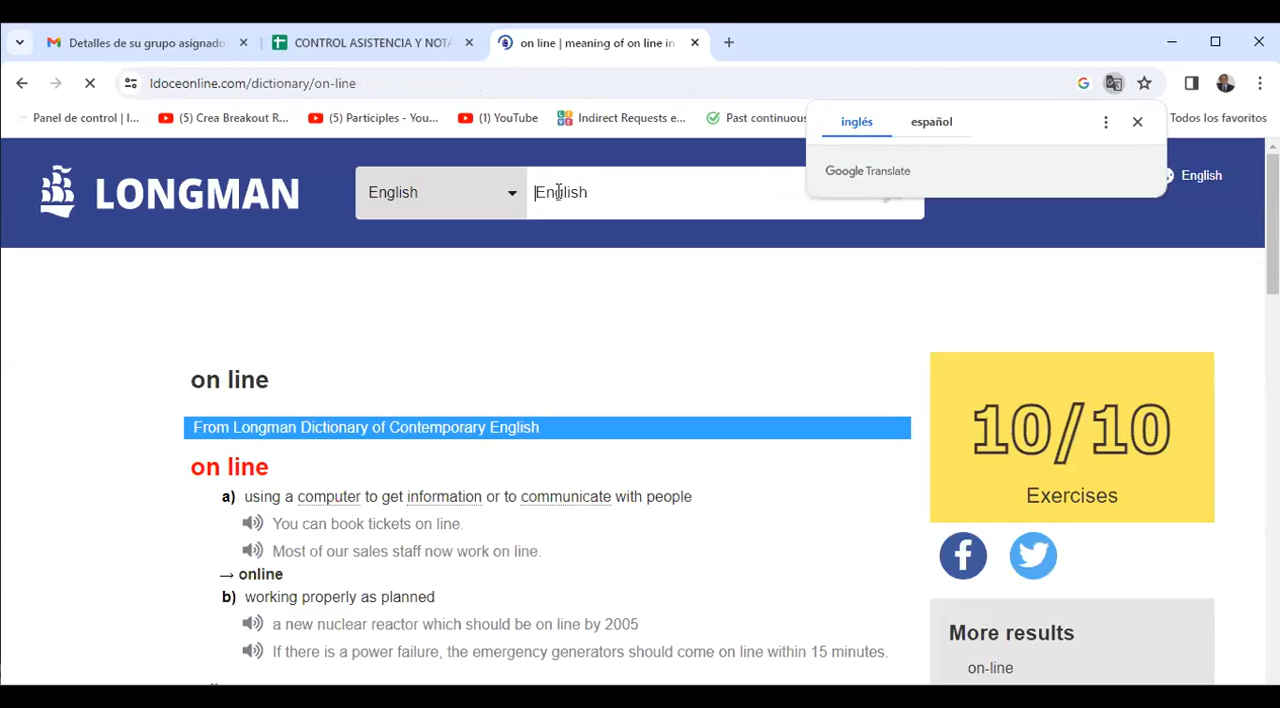 Detalles de su grupo asignado
CONTROL ASISTENCIA Y NOTA
on line | meaning of on line in
ldoceonline.com/dictionary/on-line
Panel de control | I...
(5) Crea Breakout R...
(5) Participles - You...
(1) YouTube
Indirect Requests e...
Past continuou
Todos los favoritos
inglés
español
Google Translate
LONGMAN
English
English
English
on line
From Longman Dictionary of Contemporary English
on line
a) using a computer to get information or to communicate with people
You can book tickets on line.
Most of our sales staff now work on line.
→ online
b) working properly as planned
a new nuclear reactor which should be on line by 2005
If there is a power failure, the emergency generators should come on line within 15 minutes.
10/10
Exercises
More results
on-line